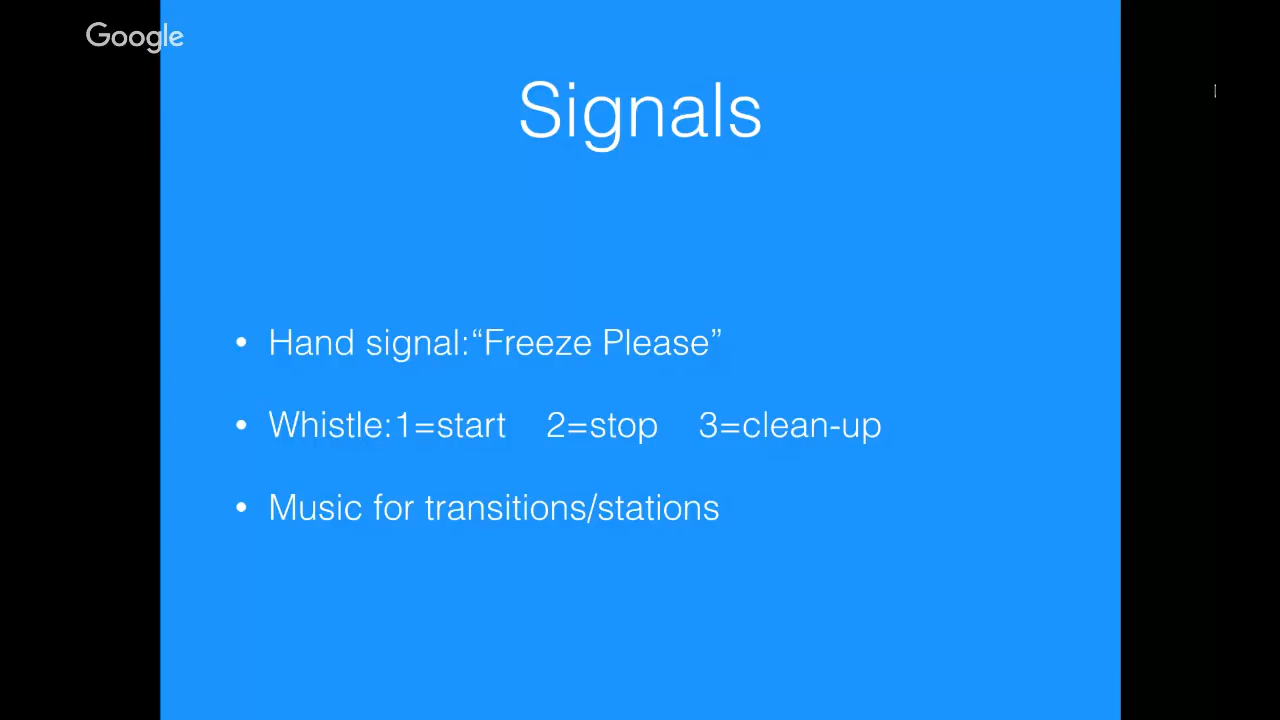 Google
Signals
• Hand signal:“Freeze Please”
• Whistle:1=start 2=stop 3=clean-up
• Music for transitions/stations